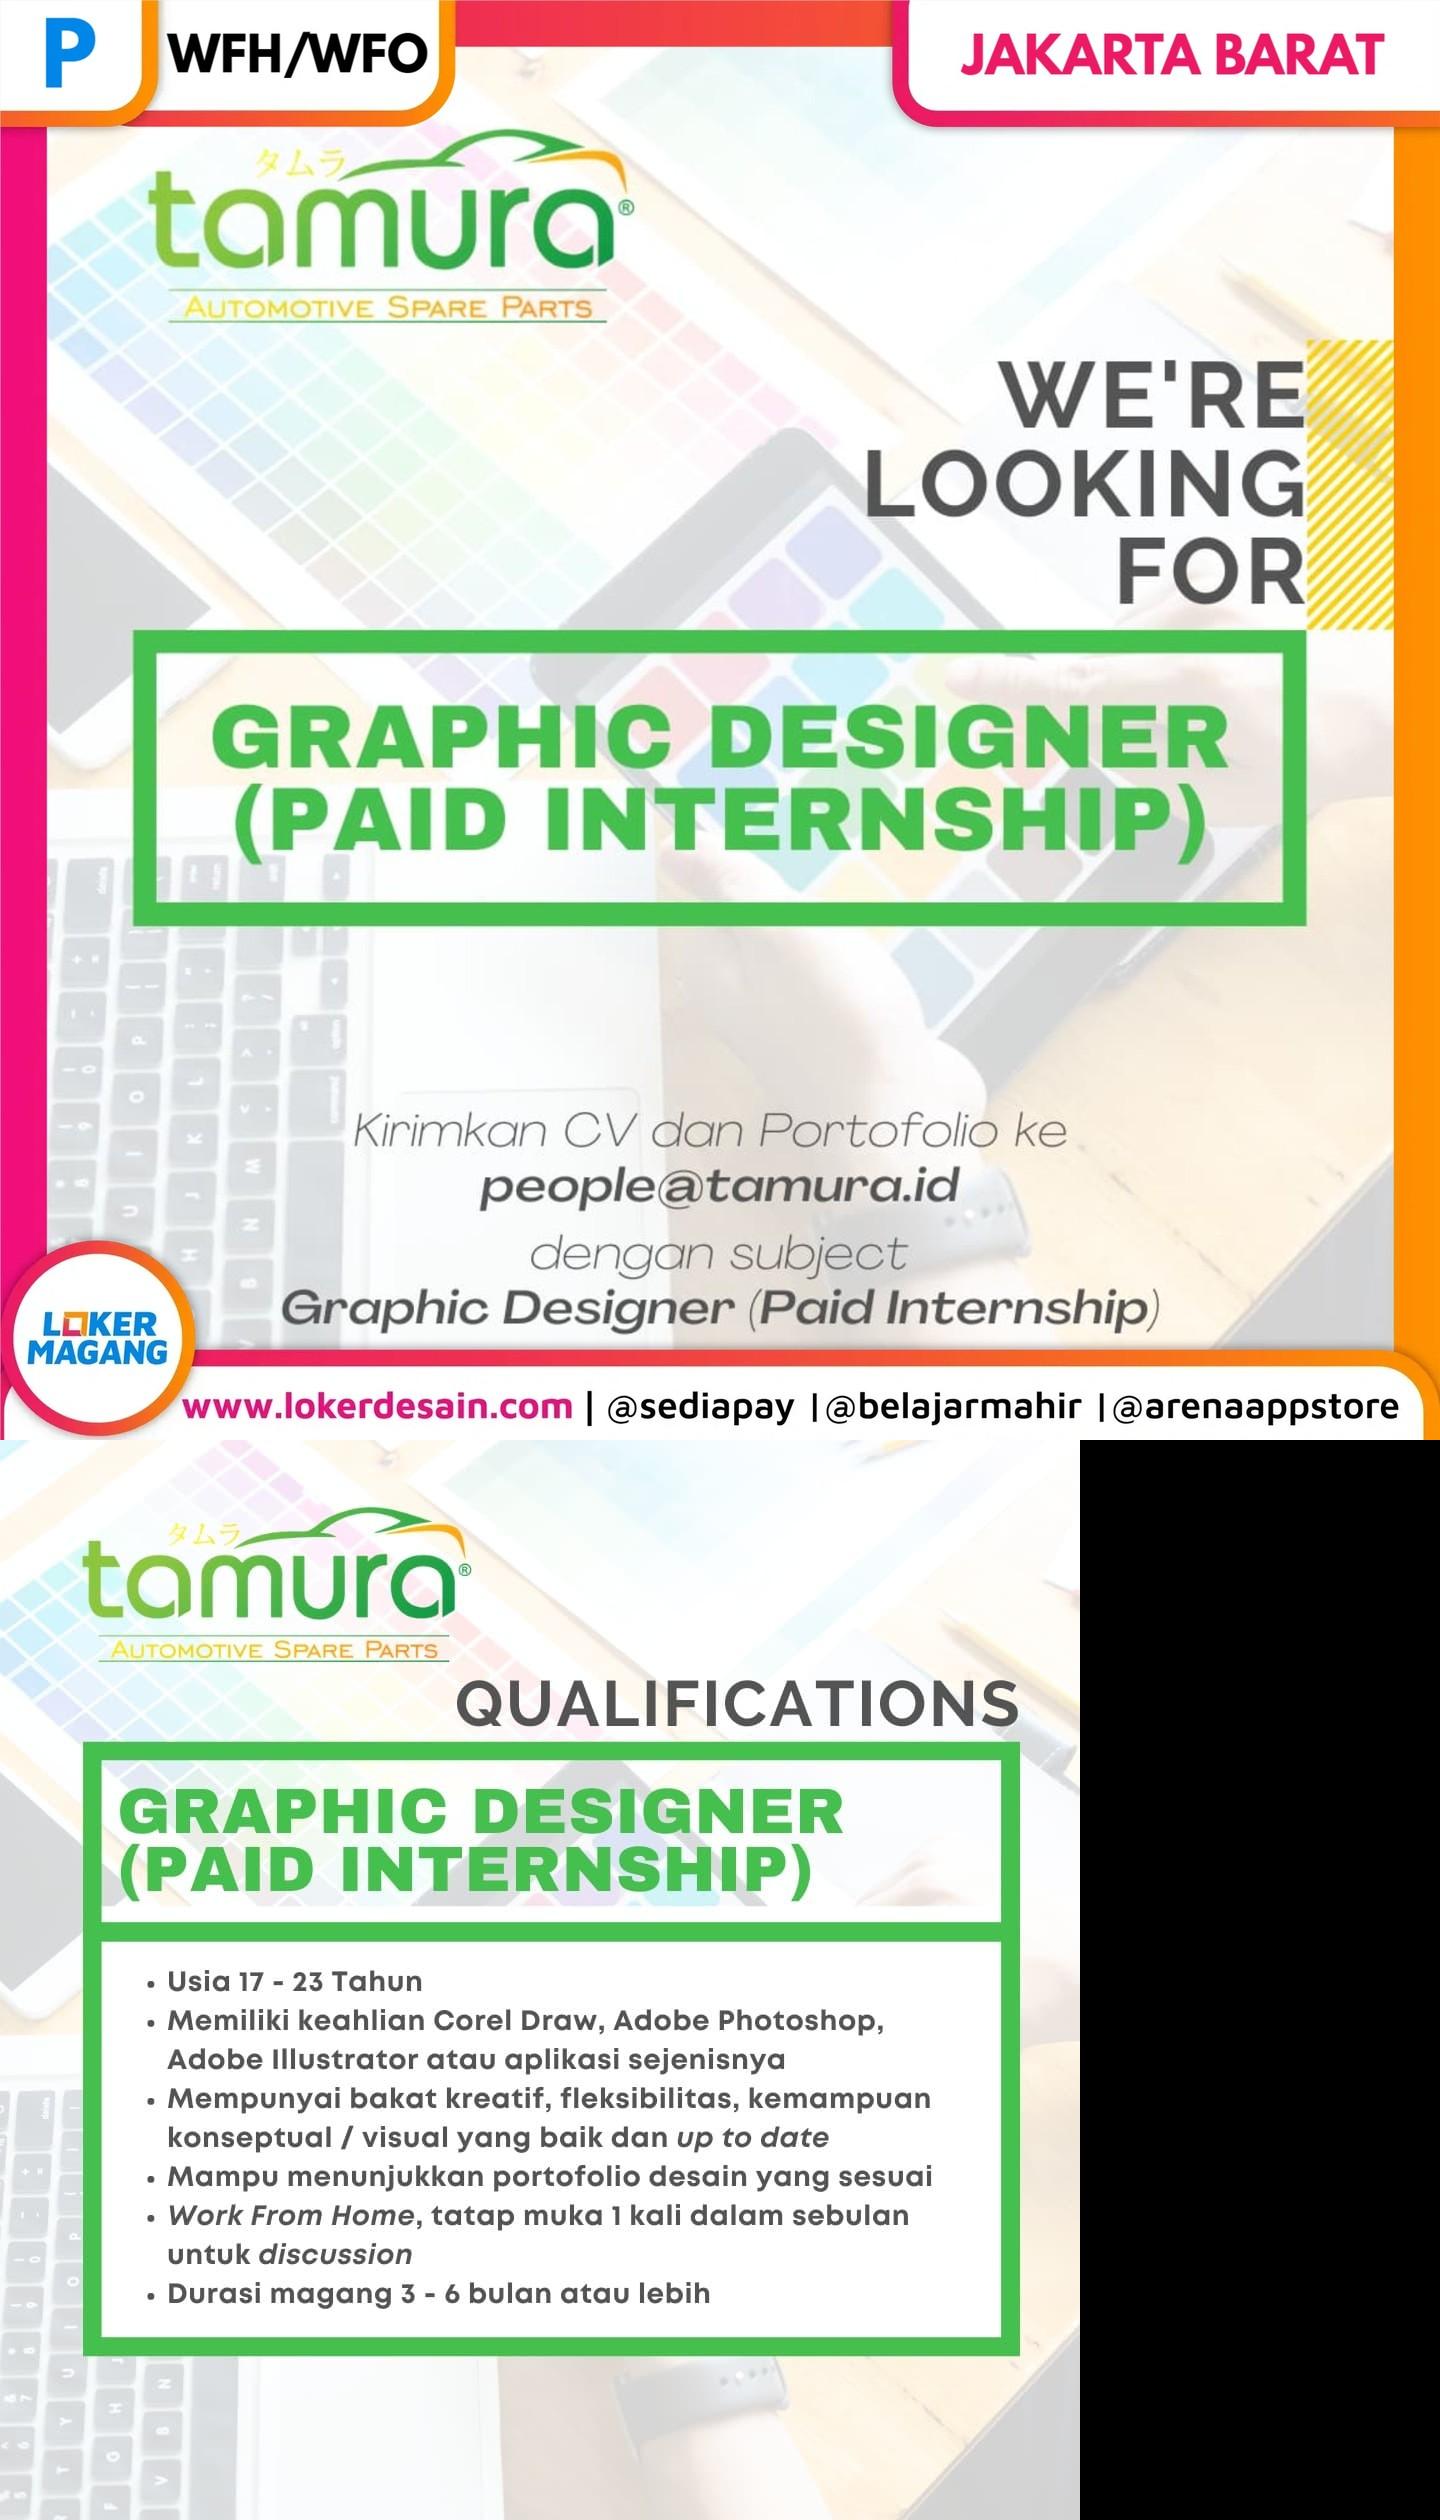 P
WFH/WFO
JAKARTA BARAT
タムラ
tamura®
AUTOMOTIVE SPARE PARTS
WE'RE
LOOKING
FOR
GRAPHIC DESIGNER
(PAID INTERNSHIP)
Kirimkan CV dan Portofolio ke
people@tamura.id
dengan subject
Graphic Designer (Paid Internship)
LOKER
MAGANG
www.lokerdesain.com | @sediapay | @belajarmahir | @arenaappstore
タムラ
tamura®
AUTOMOTIVE SPARE PARTS
QUALIFICATIONS
GRAPHIC DESIGNER
(PAID INTERNSHIP)
• Usia 17 - 23 Tahun
• Memiliki keahlian Corel Draw, Adobe Photoshop,
Adobe Illustrator atau aplikasi sejenisnya
• Mempunyai bakat kreatif, fleksibilitas, kemampuan
konseptual / visual yang baik dan up to date
• Mampu menunjukkan portofolio desain yang sesuai
• Work From Home, tatap muka 1 kali dalam sebulan
untuk discussion
• Durasi magang 3 - 6 bulan atau lebih